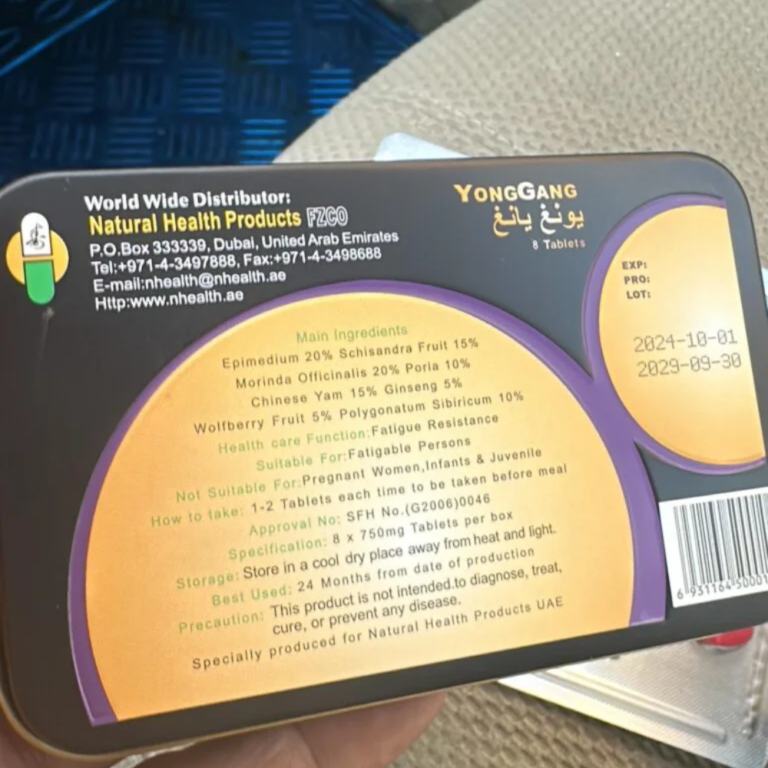 World Wide Distributor:
Natural Health Products FZCO
P.O.Box 333339, Dubai, United Arab Emirates
Tel:+971-4-3497888, Fax:+971-4-3498688
E-mail:nhealth@nhealth.ae
Http:www.nhealth.ae
YONGGANG
يونغ يانغ
8 Tablets
EXP:
PRO:
LOT:
2024-10-01
2029-09-30
Main Ingredients
Epimedium 20% Schisandra Fruit 15%
Morinda Officinalis 20% Poria 10%
Chinese Yam 15% Ginseng 5%
Wolfberry Fruit 5% Polygonatum Sibiricum 10%
Health care Function:Fatigue Resistance
Suitable For:Fatigable Persons
Not Suitable For:Pregnant Women,Infants & Juvenile
How to take: 1-2 Tablets each time to be taken before meal
Approval No: SFH No.(G2006)0046
Specification: 8 x 750mg Tablets per box
Storage: Store in a cool dry place away from heat and light.
Best Used: 24 Months from date of production
Precaution: This product is not intended.to diagnose, treat,
cure, or prevent any disease.
Specially produced for Natural Health Products UAE
6 931164 50001